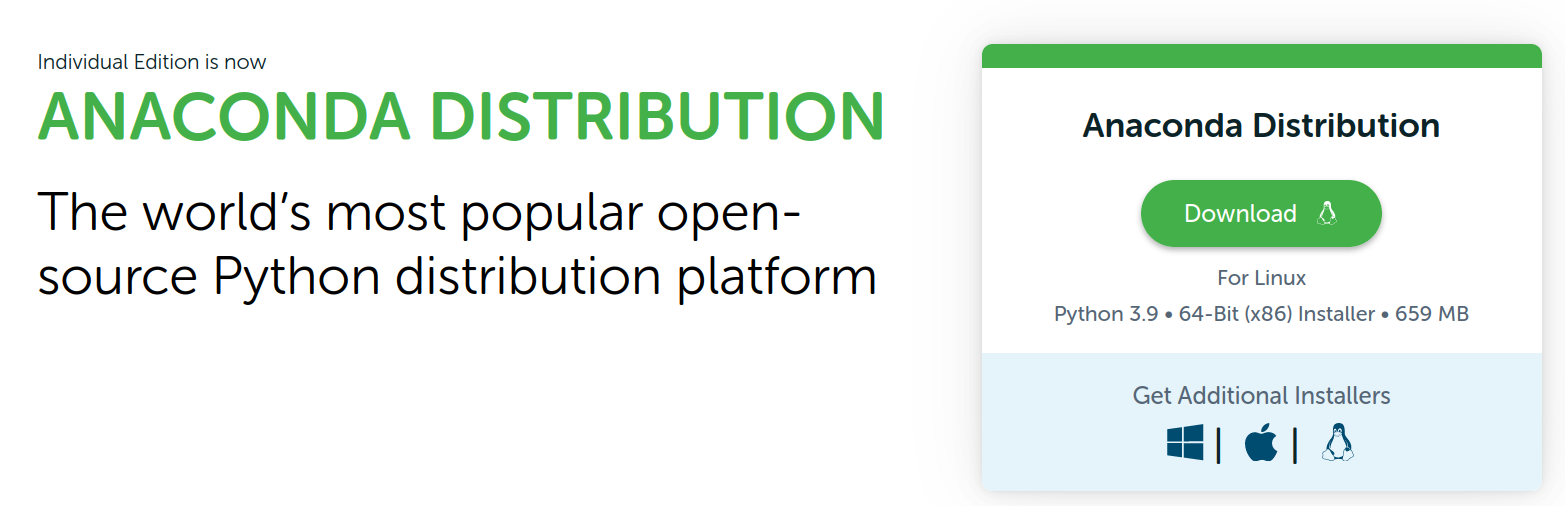 Individual Edition is now
ANACONDA DISTRIBUTION
The world’s most popular open-
source Python distribution platform
Anaconda Distribution
Download
For Linux
Python 3.9 • 64-Bit (x86) Installer • 659 MB
Get Additional Installers